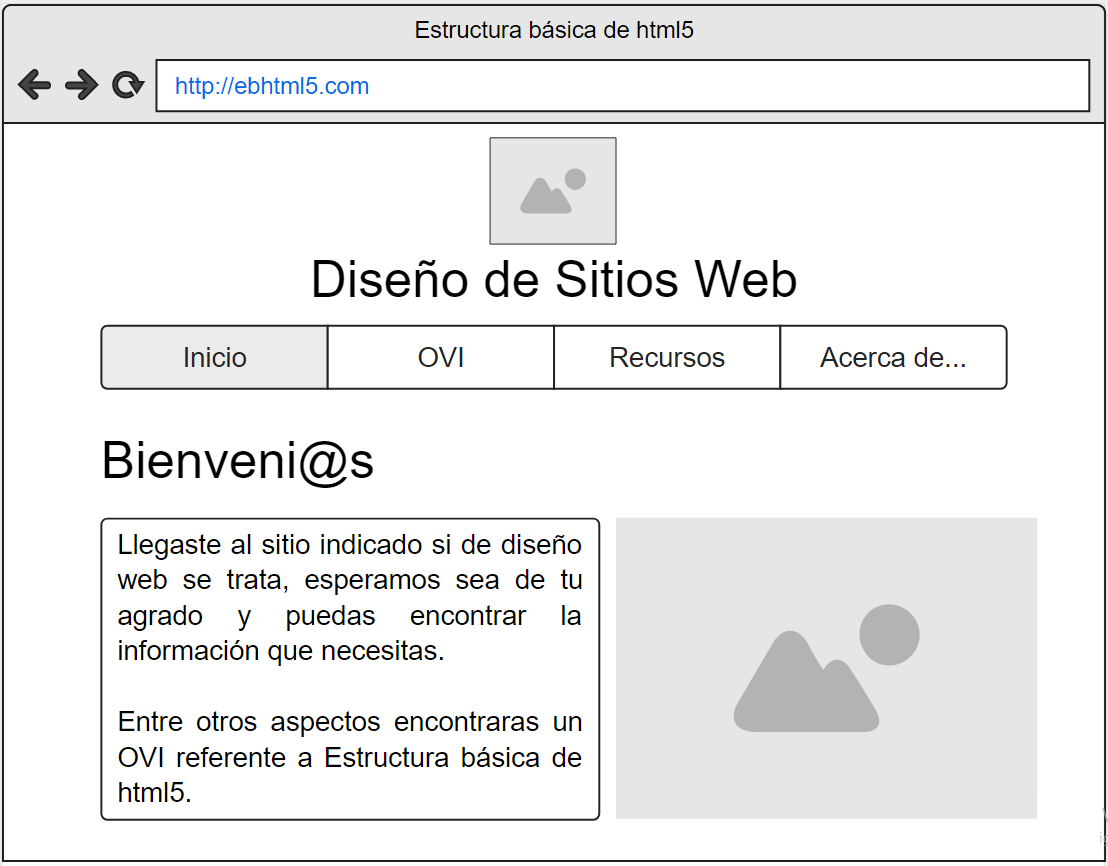 Estructura básica de html5
http://ebhtml5.com
Diseño de Sitios Web
Inicio
OVI
Recursos
Acerca de...
Bienveni@s
Llegaste al sitio indicado si de diseño
web se trata, esperamos sea de tu
agrado y puedas encontrar la
información que necesitas.
Entre otros aspectos encontraras un
OVI referente a Estructura básica de
html5.